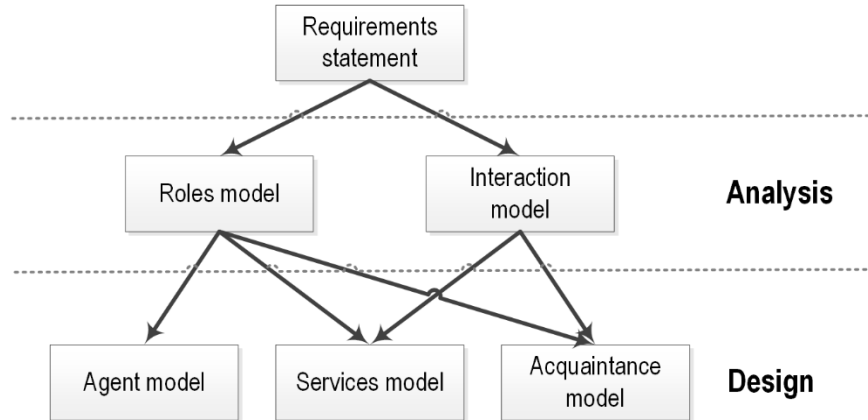 Requirements
statement
Roles model
Interaction
model
Analysis
Agent model
Services model
Acquaintance
model
Design